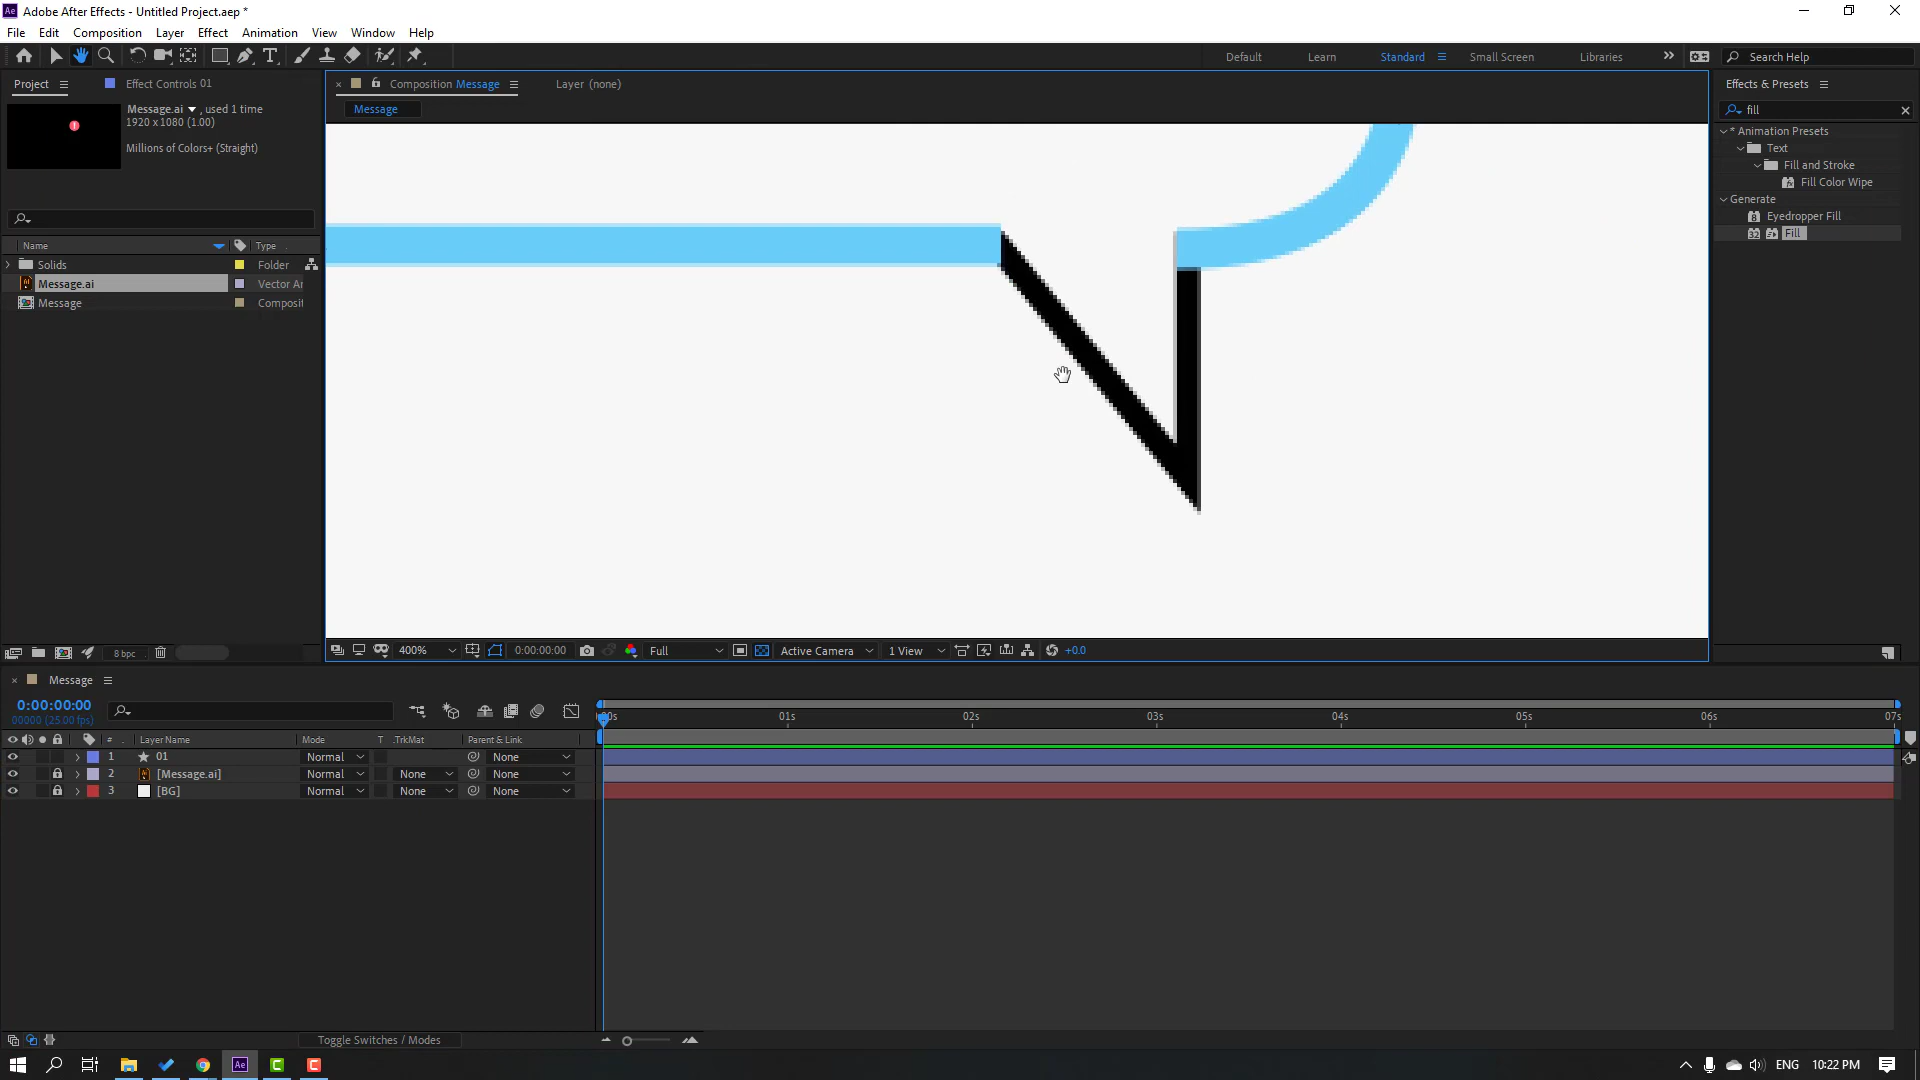 Adobe After Effects - Untitled Project.aep *
File Edit Composition Layer Effect Animation View Window Help
Default Learn Standard Small Screen Libraries Search Help
Project Effect Controls 01
Message.ai , used 1 time
1920 x 1080 (1.00)
Millions of Colors+ (Straight)
Name Type
Solids Folder
Message.ai Vector Ar
Message Composit
8 bpc
Composition Message Layer (none)
Message
400% 0:00:00:00 Full Active Camera 1 View +0.0
Effects & Presets
fill
* Animation Presets
Text
Fill and Stroke
Fill Color Wipe
Generate
Eyedropper Fill
Fill
Message
0:00:00:00
00000 (25.00 fps)
# Layer Name Mode T .TrkMat Parent & Link
1 01 Normal None
2 [Message.ai] Normal None None
3 [BG] Normal None None
00s 01s 02s 03s 04s 05s 06s 07s
Toggle Switches / Modes
ENG 10:22 PM